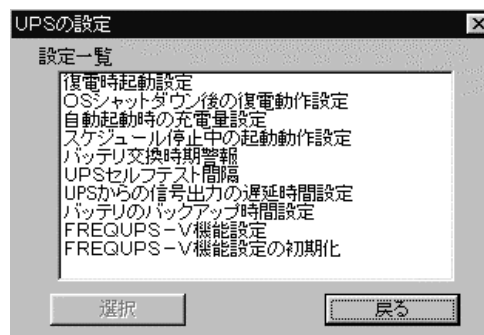 UPSの設定
設定一覧
復電時起動設定
OSシャットダウン後の復電動作設定
自動起動時の充電量設定
スケジュール停止中の起動動作設定
バッテリ交換時期警報
UPSセルフテスト間隔
UPSからの信号出力の遅延時間設定
バッテリのバックアップ時間設定
FREQUPS－V機能設定
FREQUPS－V機能設定の初期化
選択
戻る